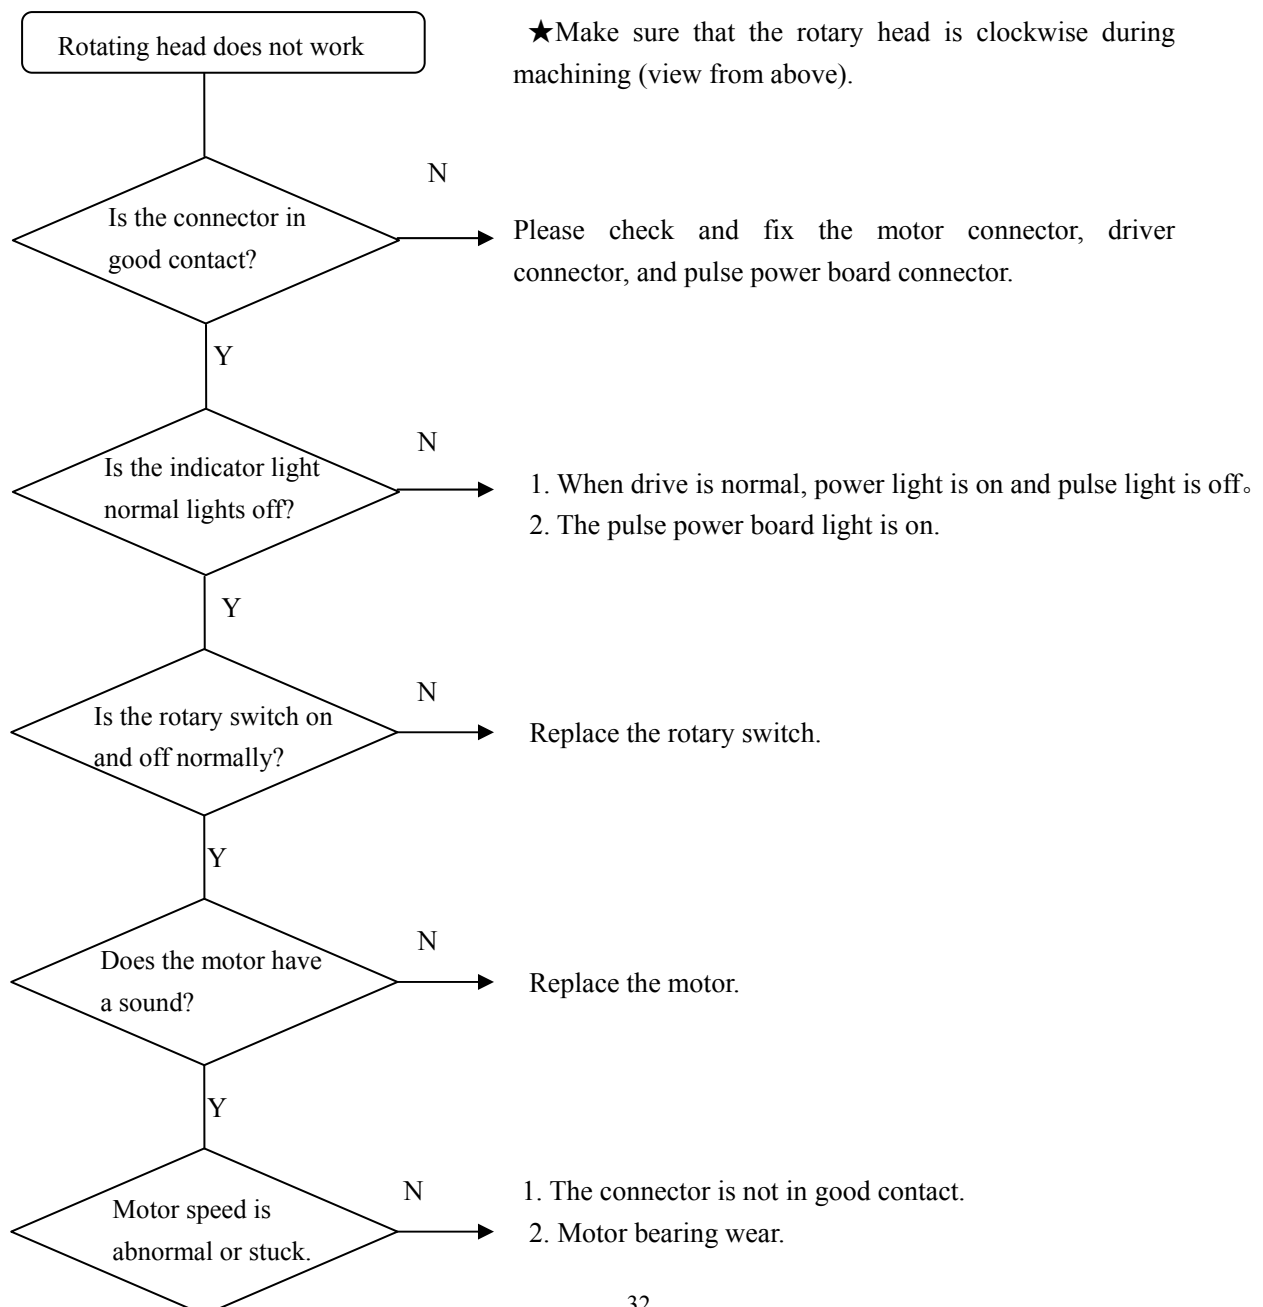 Rotating head does not work
★Make sure that the rotary head is clockwise during
machining (view from above).
N
Is the connector in
good contact?
Please check and fix the motor connector, driver
connector, and pulse power board connector.
Y
N
Is the indicator light
normal lights off?
1. When drive is normal, power light is on and pulse light is off。
2. The pulse power board light is on.
Y
N
Is the rotary switch on
and off normally?
Replace the rotary switch.
Y
N
Does the motor have
a sound?
Replace the motor.
Y
N
Motor speed is
abnormal or stuck.
1. The connector is not in good contact.
2. Motor bearing wear.
32